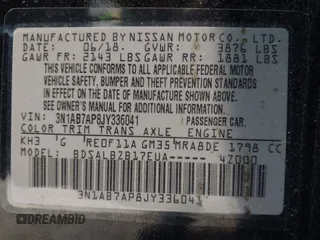 MANUFACTURED BY NISSAN MOTOR CO., LTD.
DATE: 06/18 GVWR: 3876 LBS
GAWR FR: 2143 LBS GAWR RR: 1881 LBS
THIS VEHICLE CONFORMS TO ALL APPLICABLE FEDERAL MOTOR
VEHICLE SAFETY, BUMPER AND THEFT PREVENTION STANDARDS
IN EFFECT ON THE DATE OF MANUFACTURE SHOWN ABOVE.
SEE OWNER'S MANUAL FOR ADDITIONAL INFORMATION.
VIN: 3N1AB7AP8JY336041 PASSENGER CAR
COLOR TRIM TRANS AXLE ENGINE
KH3 G RE0F11A GM35 MRA8DE 1798 CC
MODEL: BDSALBZB17EUA 4Z000
3N1AB7AP8JY336041
© DREAMBID